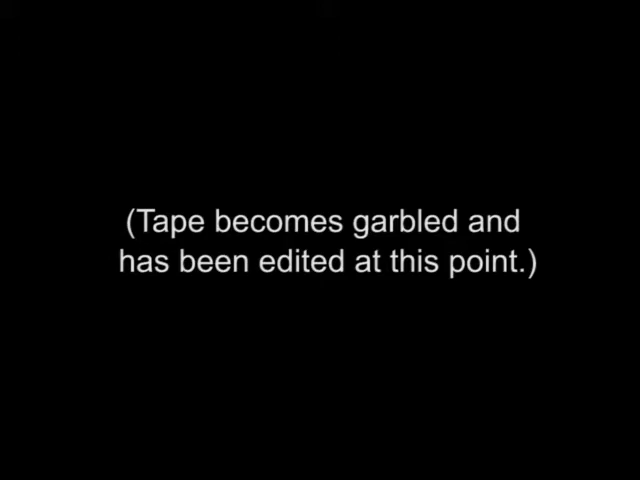 (Tape becomes garbled and
has been edited at this point.)